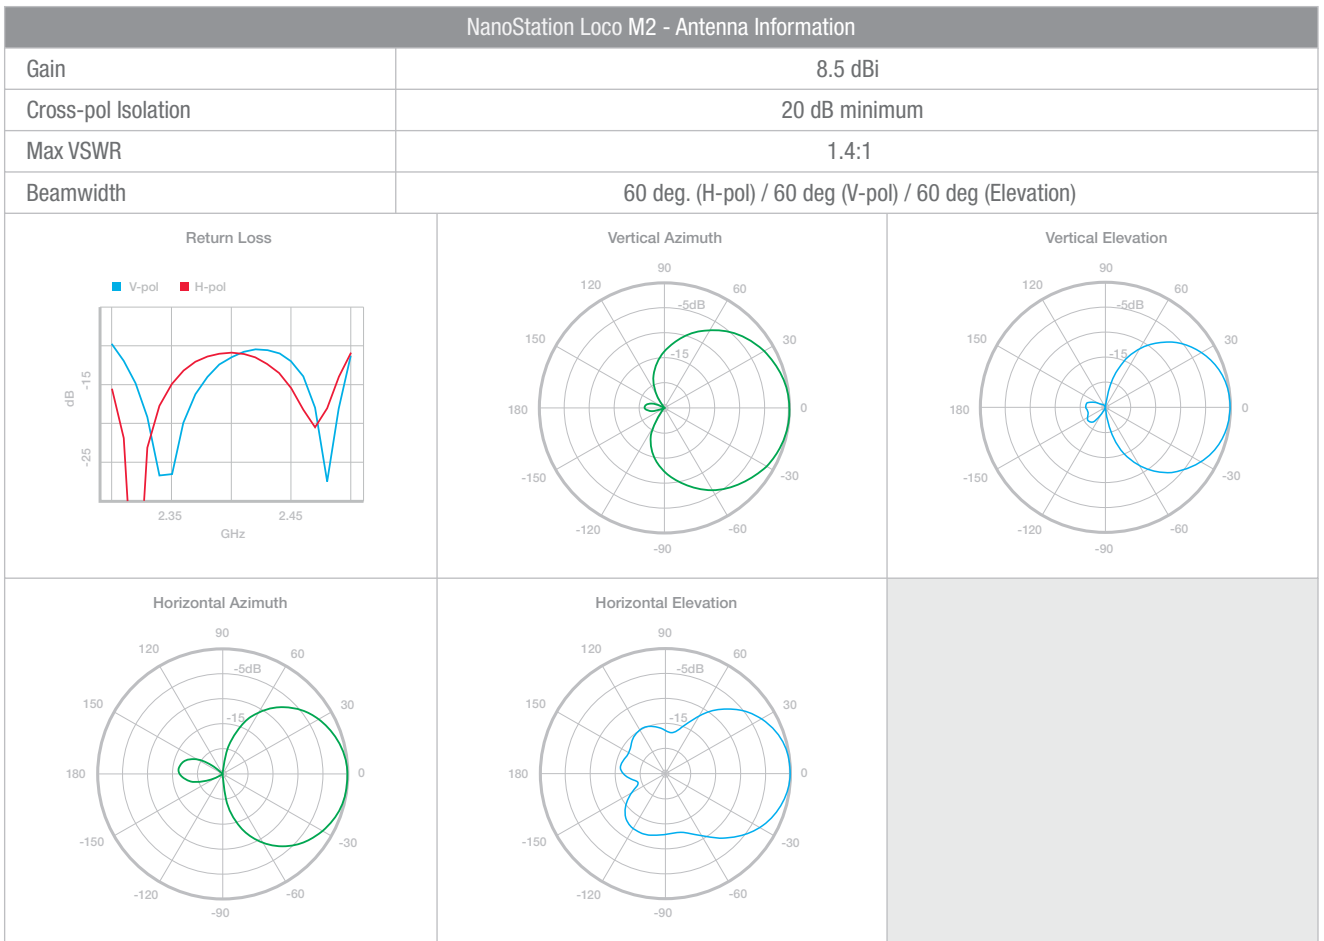 NanoStation Loco M2 - Antenna Information
Gain 8.5 dBi
Cross-pol Isolation 20 dB minimum
Max VSWR 1.4:1
Beamwidth 60 deg. (H-pol) / 60 deg (V-pol) / 60 deg (Elevation)
Return Loss
V-pol H-pol
dB
-15
-25
2.35 2.45
GHz
Vertical Azimuth
90
120 60
-5dB
150 30
-15
180 0
-150 -30
-120 -60
-90
Vertical Elevation
90
120 60
-5dB
150 30
-15
180 0
-150 -30
-120 -60
-90
Horizontal Azimuth
90
120 60
-5dB
150 30
-15
180 0
-150 -30
-120 -60
-90
Horizontal Elevation
90
120 60
-5dB
150 30
-15
180 0
-150 -30
-120 -60
-90